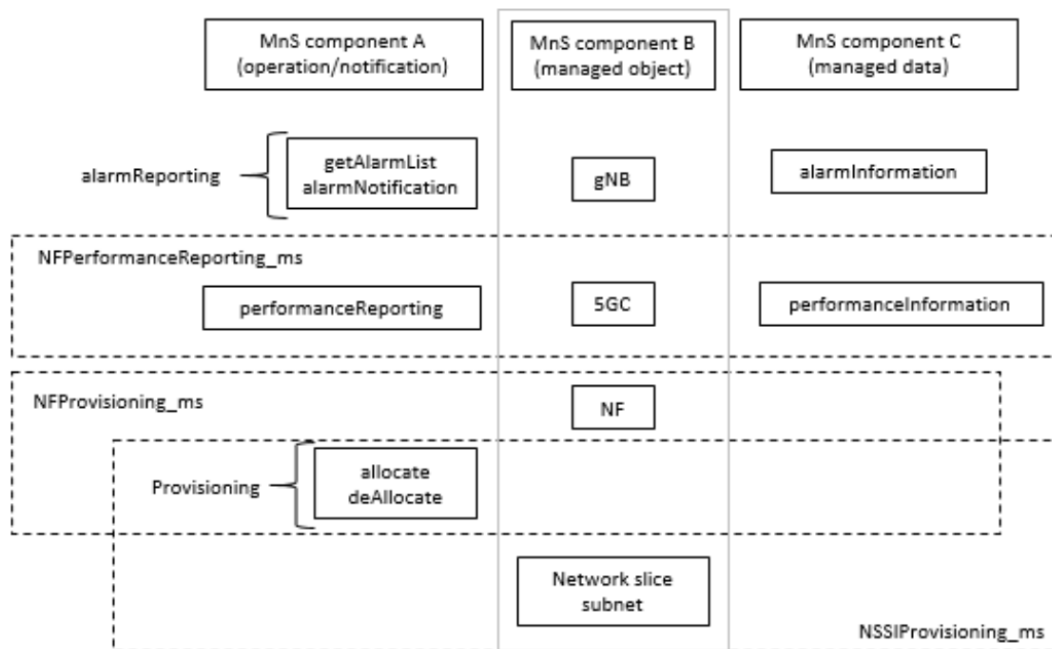 MnS component A
(operation/notification)
MnS component B
(managed object)
MnS component C
(managed data)
alarmReporting
getAlarmList
alarmNotification
gNB
alarmInformation
NFPerformanceReporting_ms
performanceReporting
5GC
performanceInformation
NFProvisioning_ms
NF
Provisioning
allocate
deAllocate
Network slice
subnet
NSSIProvisioning_ms